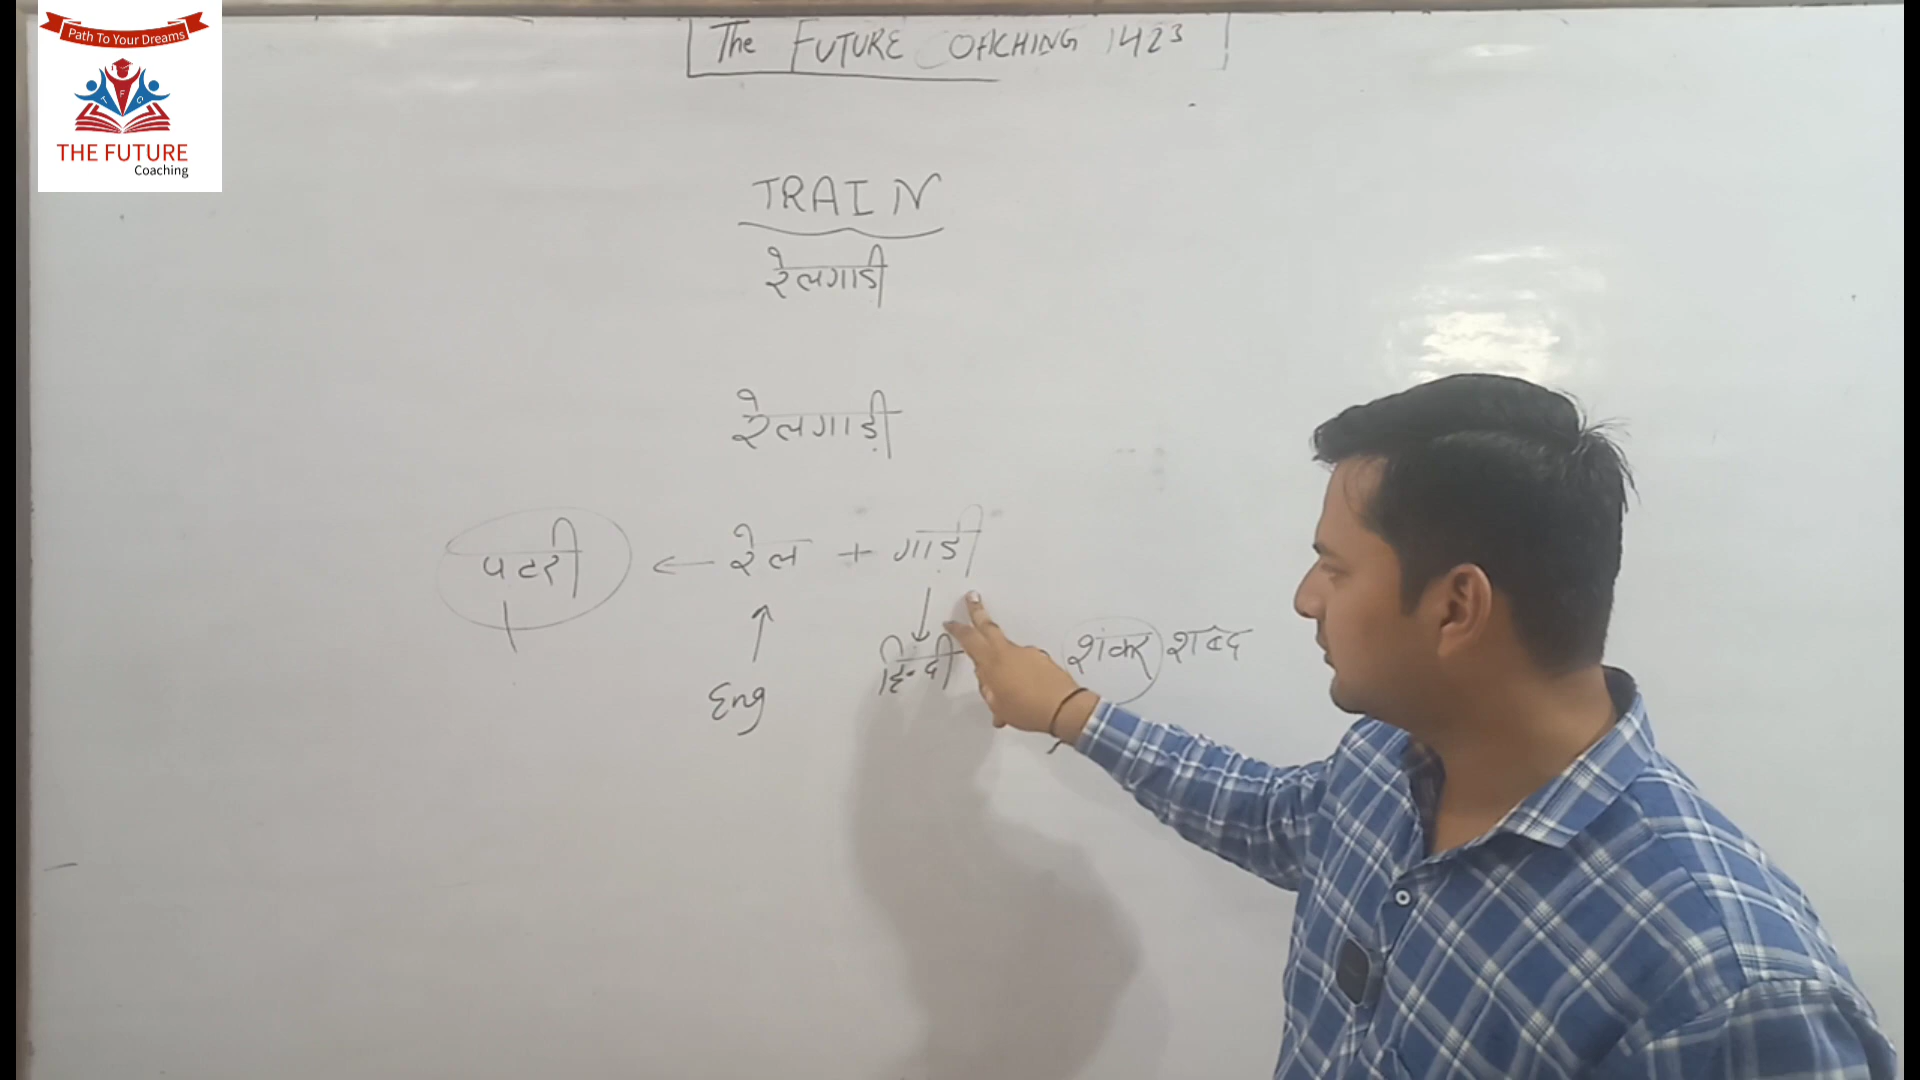 Path To Your Dreams
T F C
THE FUTURE
Coaching
The FUTURE COACHING 1423
TRAIN
रेलगाडी
रेलगाड़ी
पटरी ← रेल + गाड़ी
हिन्दी
शंकर शब्द
Eng